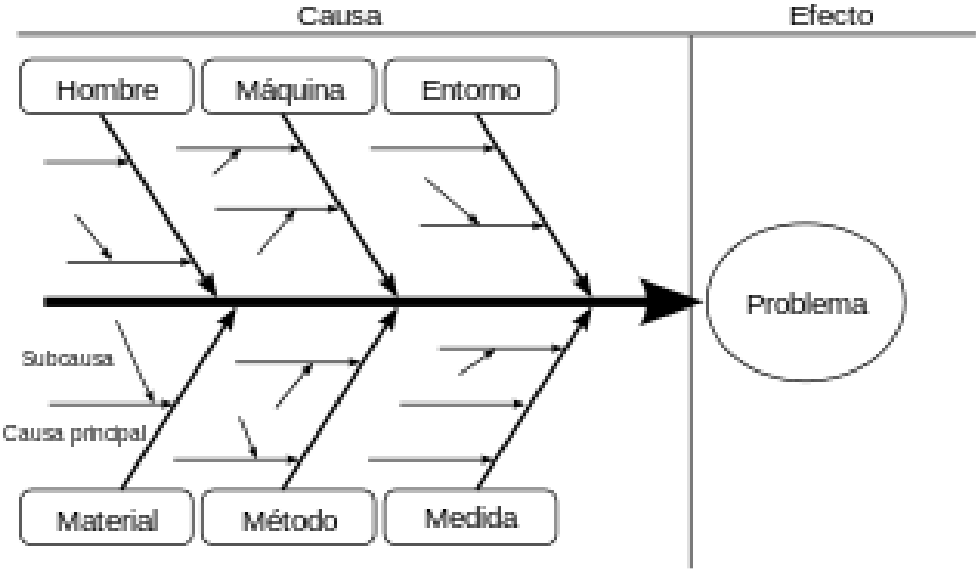 Causa
Efecto
Hombre
Máquina
Entorno
Problema
Subcausa
Causa principal
Material
Método
Medida